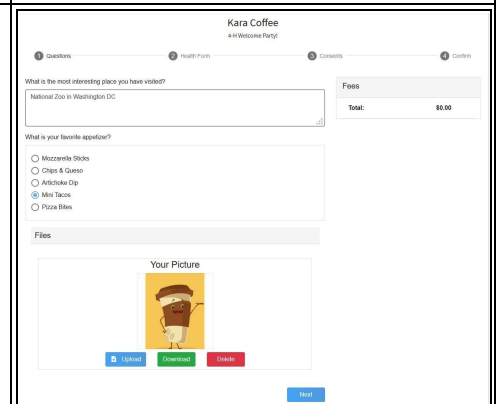 Kara Coffee
4-H Welcome Party!
1 Questions 2 Health Form 3 Consents 4 Confirm
What is the most interesting place you have visited?
National Zoo in Washington DC
Fees
Total: $0.00
What is your favorite appetizer?
Mozzarella Sticks
Chips & Queso
Artichoke Dip
Mini Tacos
Pizza Bites
Files
Your Picture
Upload Download Delete
Next